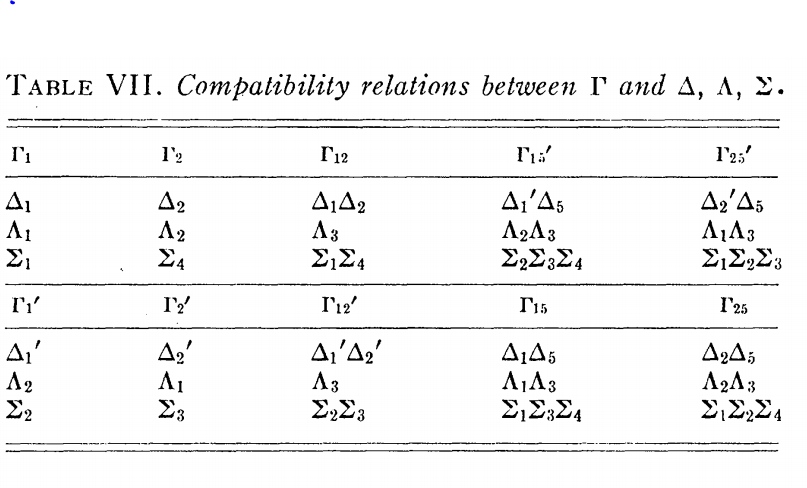 TABLE VII. Compatibility relations between Γ and Δ, Λ, Σ.
Γ₁ Γ₂ Γ₁₂ Γ₁₅′ Γ₂₅′
Δ₁ Δ₂ Δ₁Δ₂ Δ₁′Δ₅ Δ₂′Δ₅
Λ₁ Λ₂ Λ₃ Λ₂Λ₃ Λ₁Λ₃
Σ₁ Σ₄ Σ₁Σ₄ Σ₂Σ₃Σ₄ Σ₁Σ₂Σ₃
Γ₁′ Γ₂′ Γ₁₂′ Γ₁₅ Γ₂₅
Δ₁′ Δ₂′ Δ₁′Δ₂′ Δ₁Δ₅ Δ₂Δ₅
Λ₂ Λ₁ Λ₃ Λ₁Λ₃ Λ₂Λ₃
Σ₂ Σ₃ Σ₂Σ₃ Σ₁Σ₃Σ₄ Σ₁Σ₂Σ₄